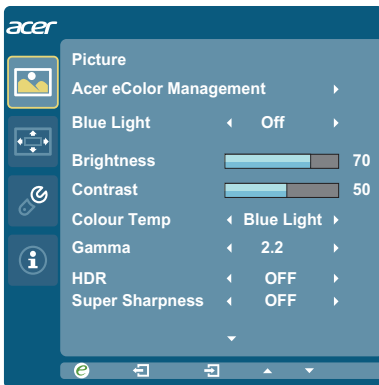 acer
Picture
Acer eColor Management
Blue Light Off
Brightness 70
Contrast 50
Colour Temp Blue Light
Gamma 2.2
HDR OFF
Super Sharpness OFF
e